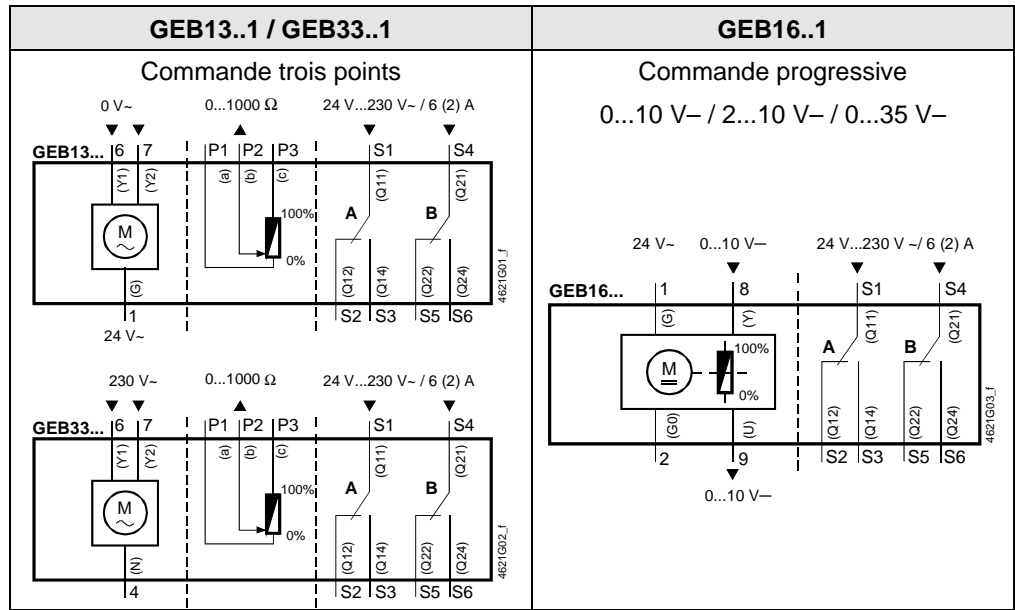 GEB13..1 / GEB33..1
GEB16..1
Commande trois points
0 V~ 0...1000 Ω 24 V...230 V~ / 6 (2) A
GEB13... 6 7 P1 P2 P3 S1 S4
(Y1) (Y2) (a) (b) (c) (Q11) (Q21)
M ~ 100% A B
0%
(G) (Q12) (Q14) (Q22) (Q24)
1 S2 S3 S5 S6
24 V~
4621G01_f
230 V~ 0...1000 Ω 24 V...230 V~ / 6 (2) A
GEB33... 6 7 P1 P2 P3 S1 S4
(Y1) (Y2) (a) (b) (c) (Q11) (Q21)
M ~ 100% A B
0%
(N) (Q12) (Q14) (Q22) (Q24)
4 S2 S3 S5 S6
4621G02_f
Commande progressive
0...10 V– / 2...10 V– / 0...35 V–
24 V~ 0...10 V– 24 V...230 V ~/ 6 (2) A
GEB16... 1 8 S1 S4
(G) (Y) (Q11) (Q21)
M 100% A B
0%
(G0) (U) (Q12) (Q14) (Q22) (Q24)
2 9 S2 S3 S5 S6
0...10 V–
4621G03_f